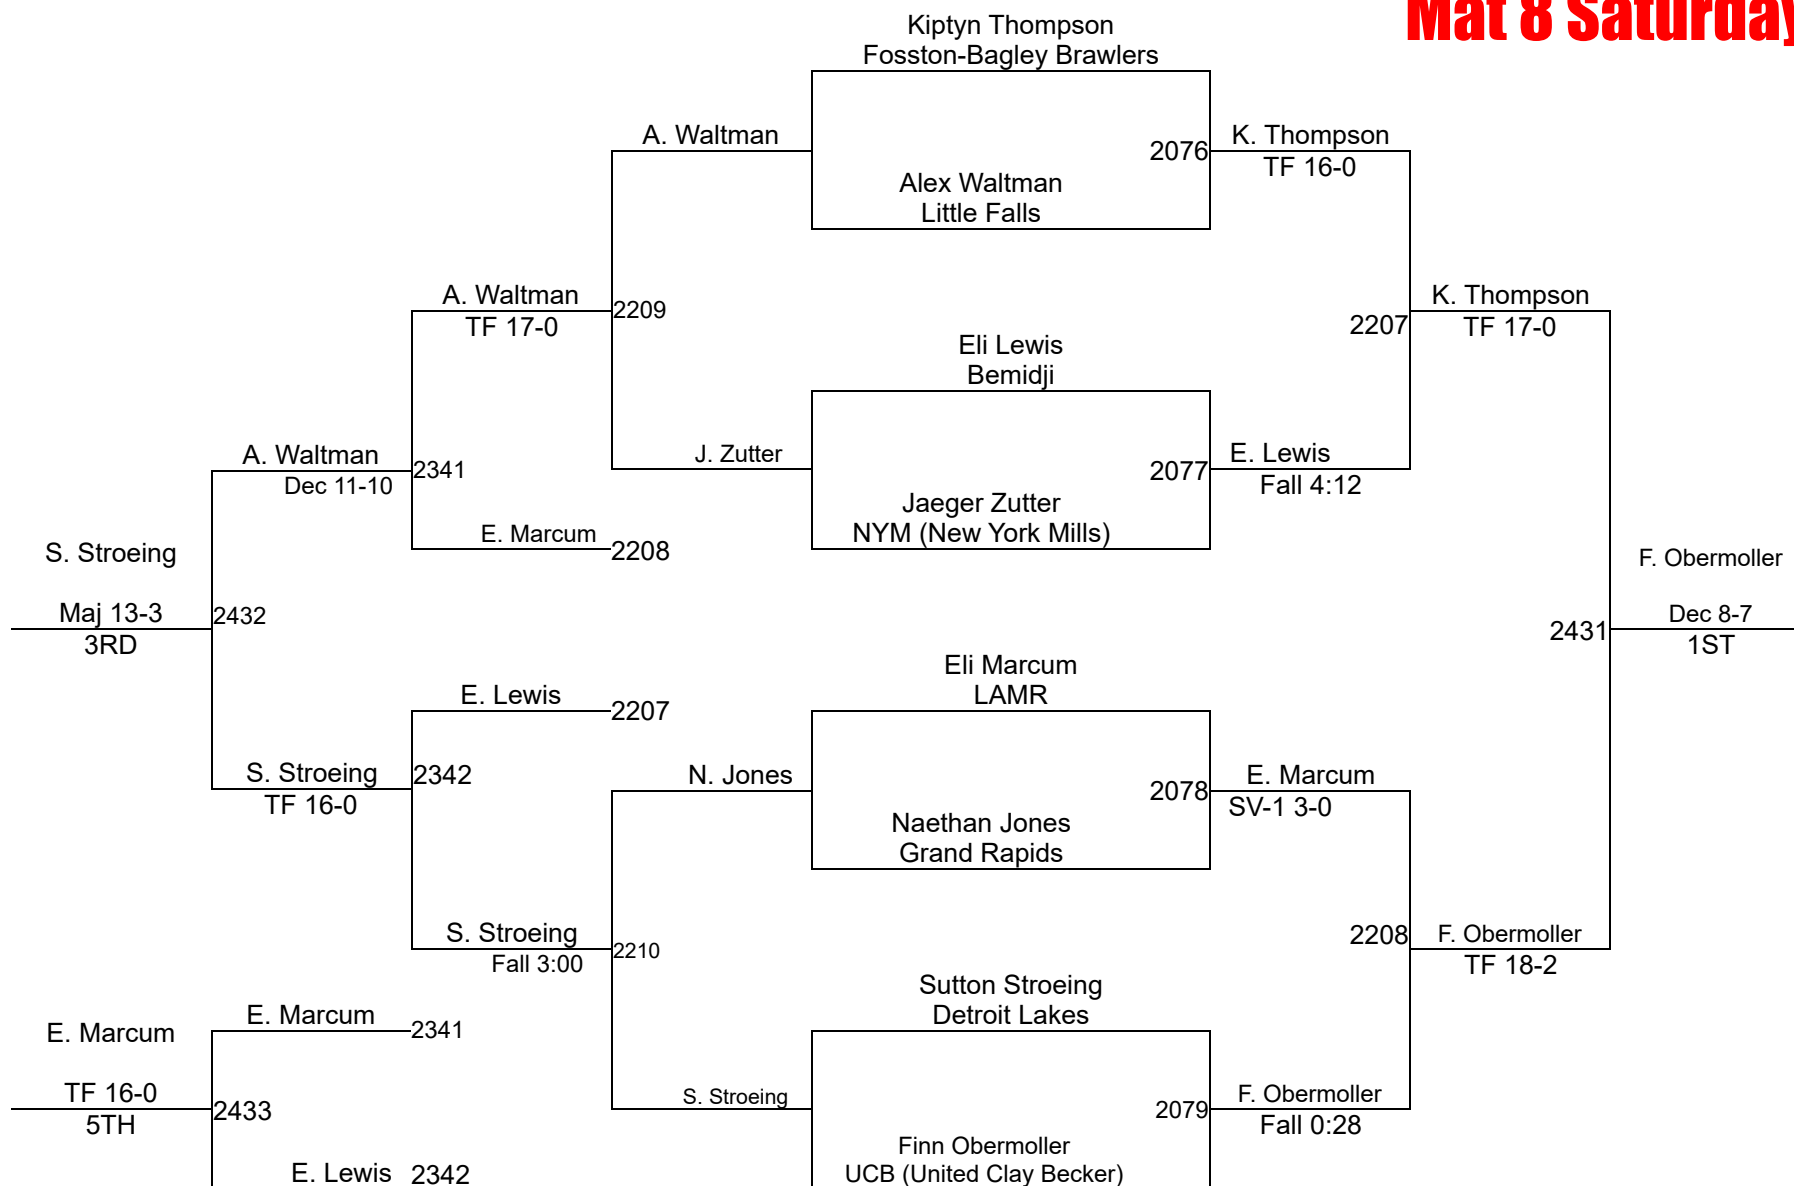 Mat 8 Saturday
Kiptyn Thompson
Fosston-Bagley Brawlers
A. Waltman
2076
K. Thompson
TF 16-0
Alex Waltman
Little Falls
A. Waltman
TF 17-0
2209
K. Thompson
TF 17-0
2207
Eli Lewis
Bemidji
A. Waltman
Dec 11-10
2341
J. Zutter
2077
E. Lewis
Fall 4:12
Jaeger Zutter
NYM (New York Mills)
E. Marcum
2208
S. Stroeing
Maj 13-3
3RD
2432
F. Obermoller
Dec 8-7
1ST
2431
Eli Marcum
LAMR
E. Lewis
2207
S. Stroeing
TF 16-0
2342
N. Jones
2078
E. Marcum
SV-1 3-0
Naethan Jones
Grand Rapids
S. Stroeing
Fall 3:00
2210
2208
F. Obermoller
TF 18-2
Sutton Stroeing
Detroit Lakes
E. Marcum
2341
E. Marcum
TF 16-0
5TH
2433
S. Stroeing
2079
F. Obermoller
Fall 0:28
Finn Obermoller
UCB (United Clay Becker)
E. Lewis
2342